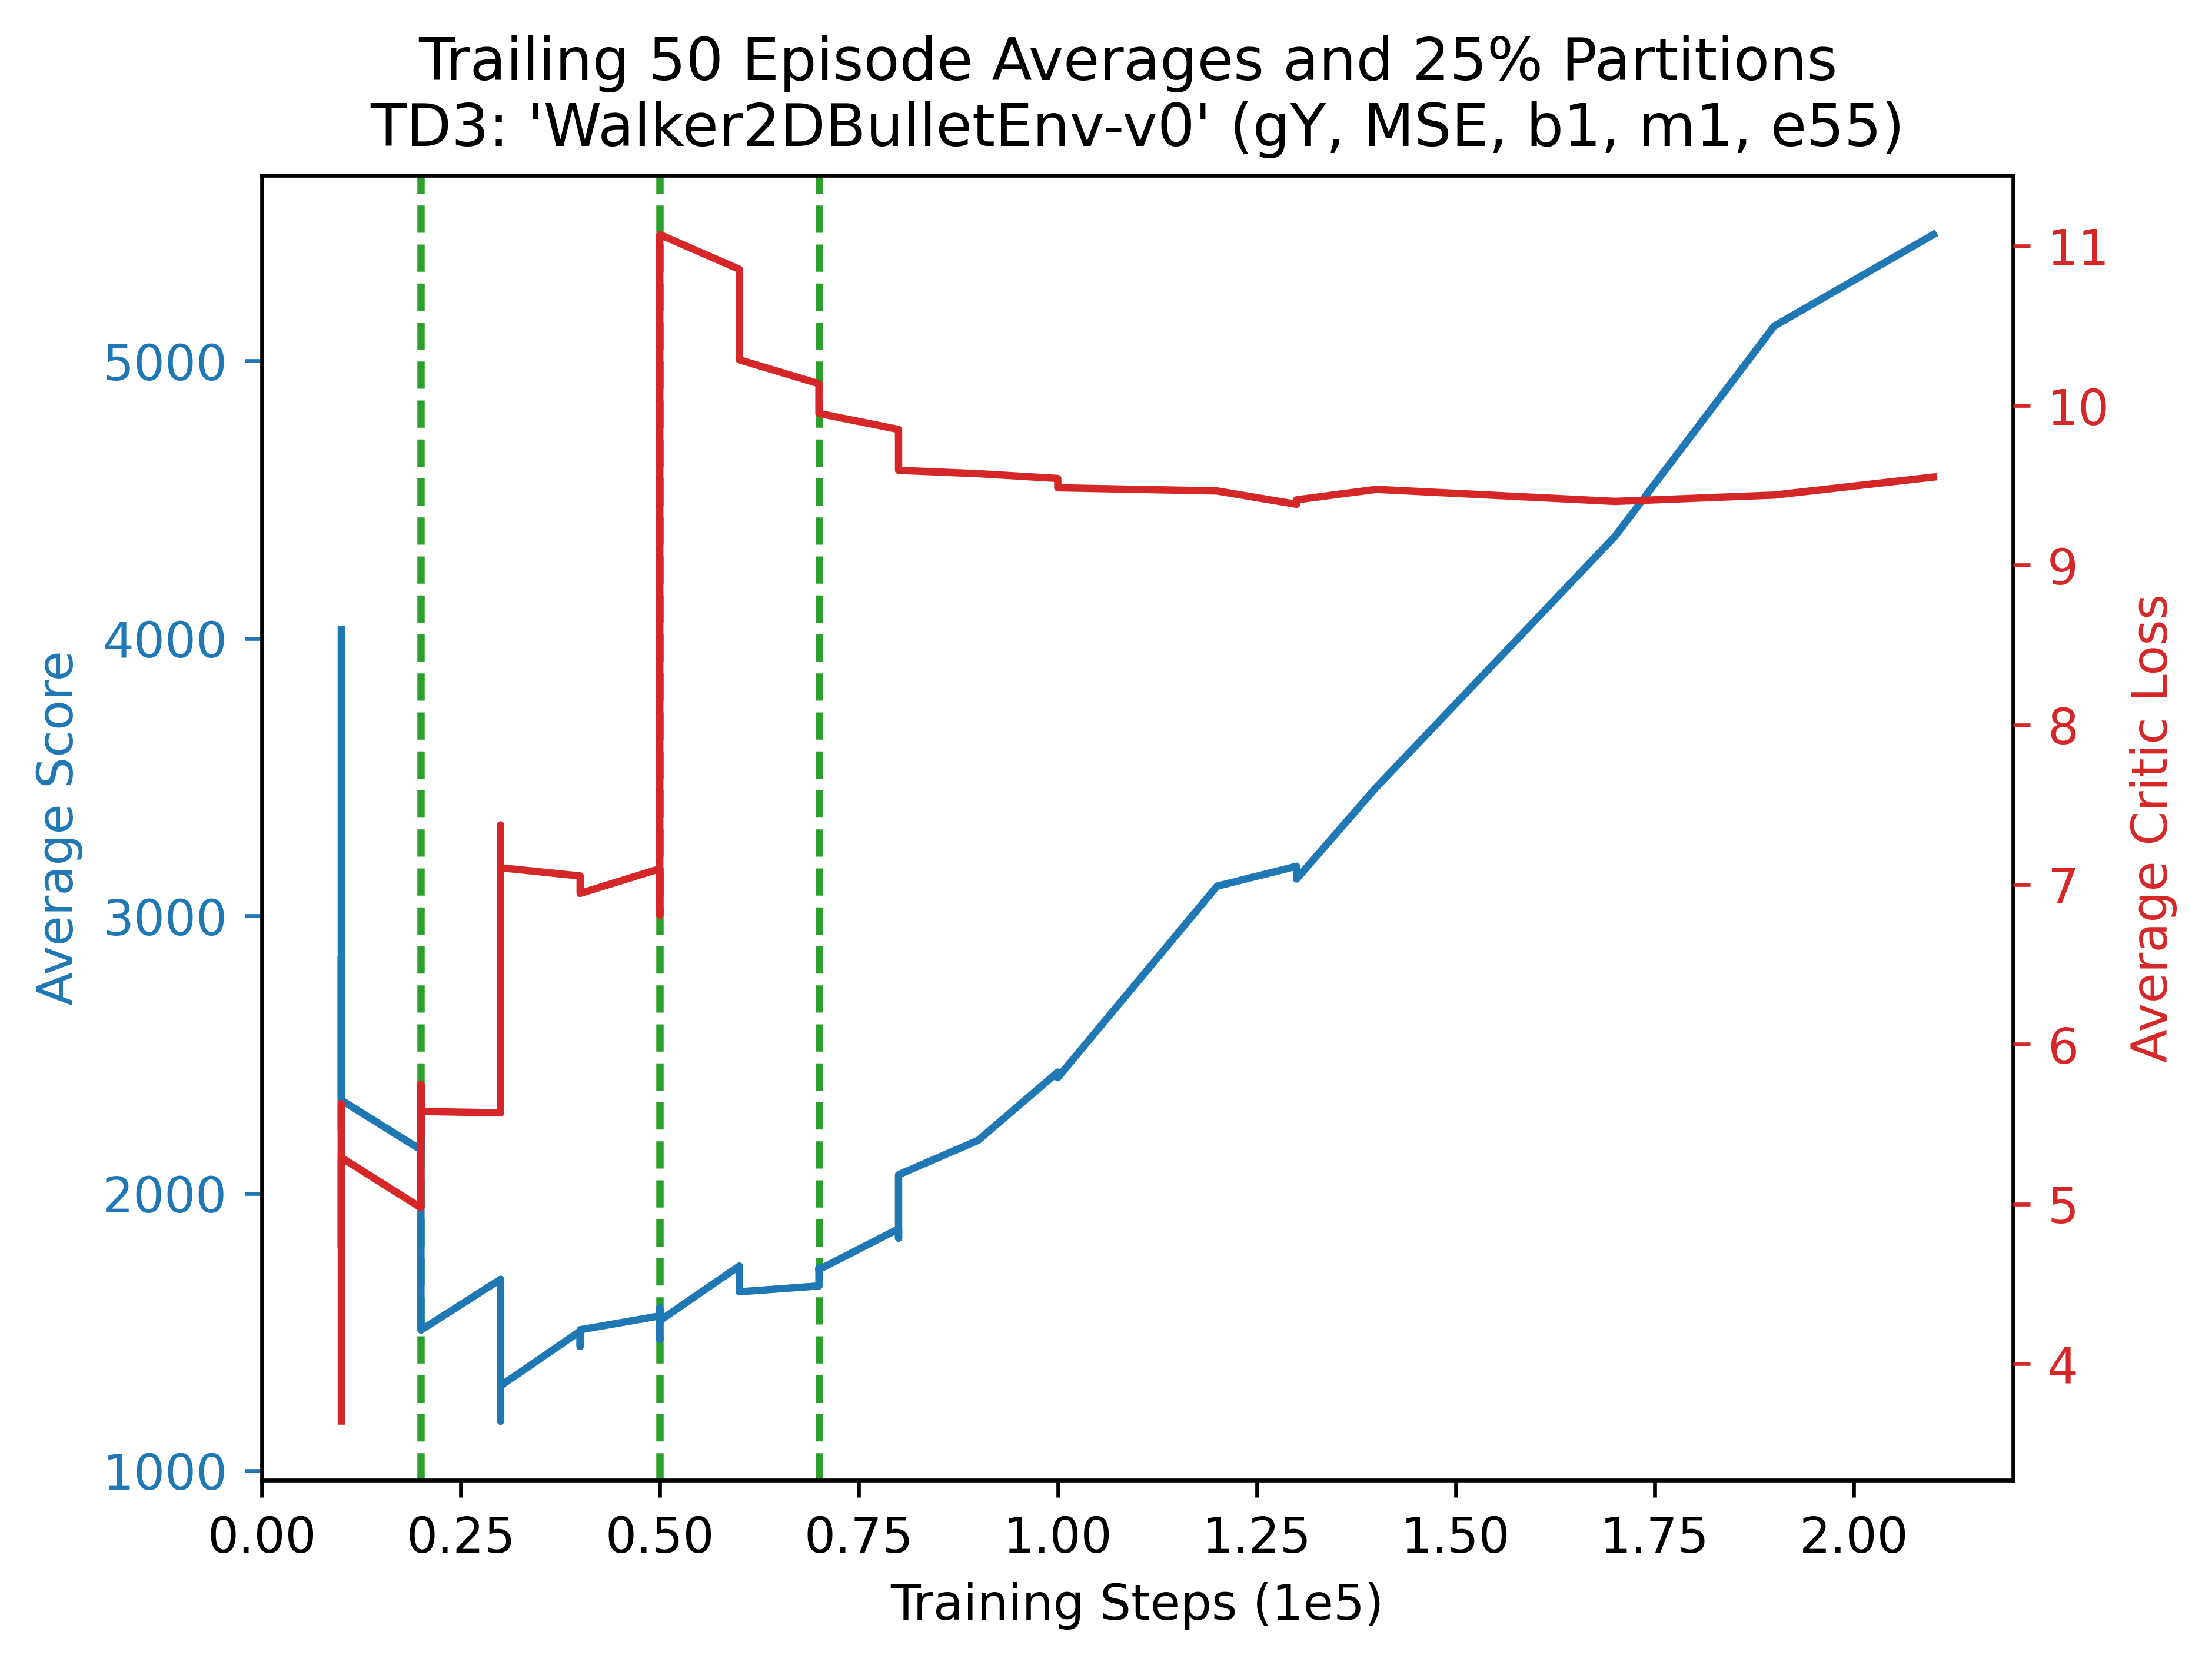 Trailing 50 Episode Averages and 25% Partitions
TD3: 'Walker2DBulletEnv-v0' (gY, MSE, b1, m1, e55)
Average Score
5000
4000
3000
2000
1000
11
10
9
8
7
6
5
4
Average Critic Loss
0.00 0.25 0.50 0.75 1.00 1.25 1.50 1.75 2.00
Training Steps (1e5)